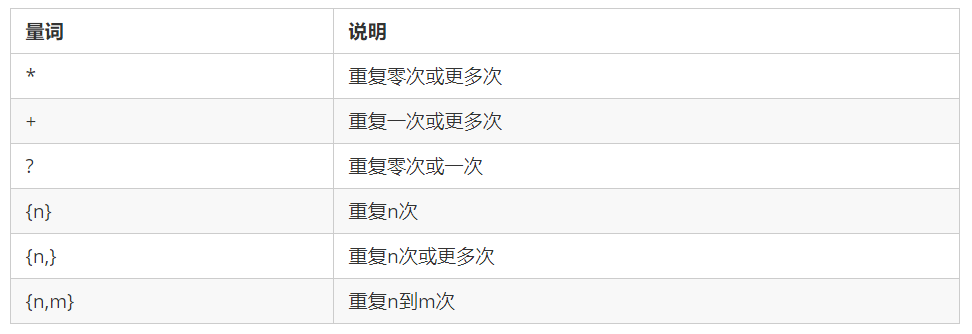 量词 说明
* 重复零次或更多次
+ 重复一次或更多次
? 重复零次或一次
{n} 重复n次
{n,} 重复n次或更多次
{n,m} 重复n到m次